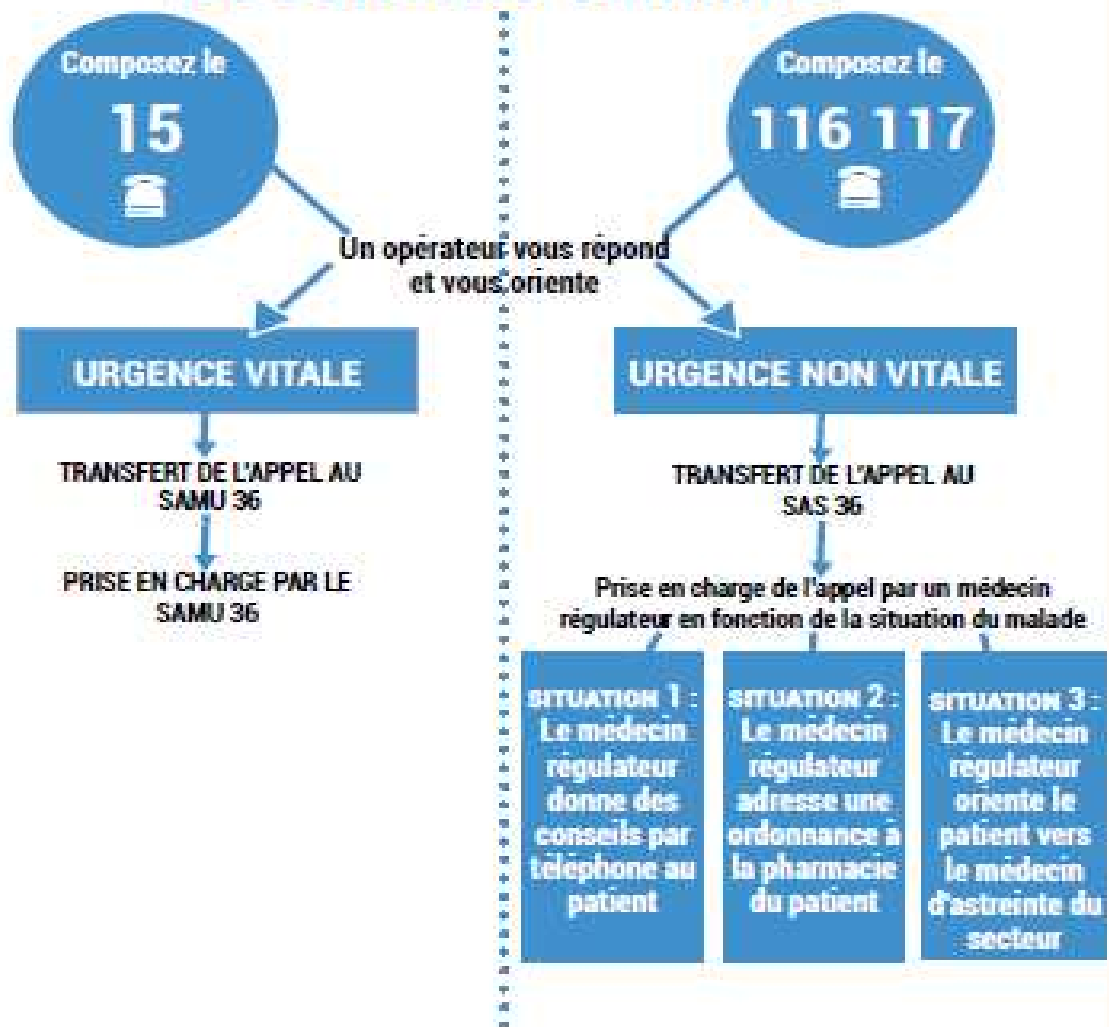 Composez le
15
Composez le
116 117
Un opérateur vous répond
et vous oriente
URGENCE VITALE
TRANSFERT DE L'APPEL AU
SAMU 36
PRISE EN CHARGE PAR LE
SAMU 36
URGENCE NON VITALE
TRANSFERT DE L'APPEL AU
SAS 36
Prise en charge de l'appel par un médecin
régulateur en fonction de la situation du malade
SITUATION 1 :
Le médecin
régulateur
donne des
conseils par
téléphone au
patient
SITUATION 2 :
Le médecin
régulateur
adresse une
ordonnance à
la pharmacie
du patient
SITUATION 3 :
Le médecin
régulateur
oriente le
patient vers
le médecin
d'astreinte du
secteur